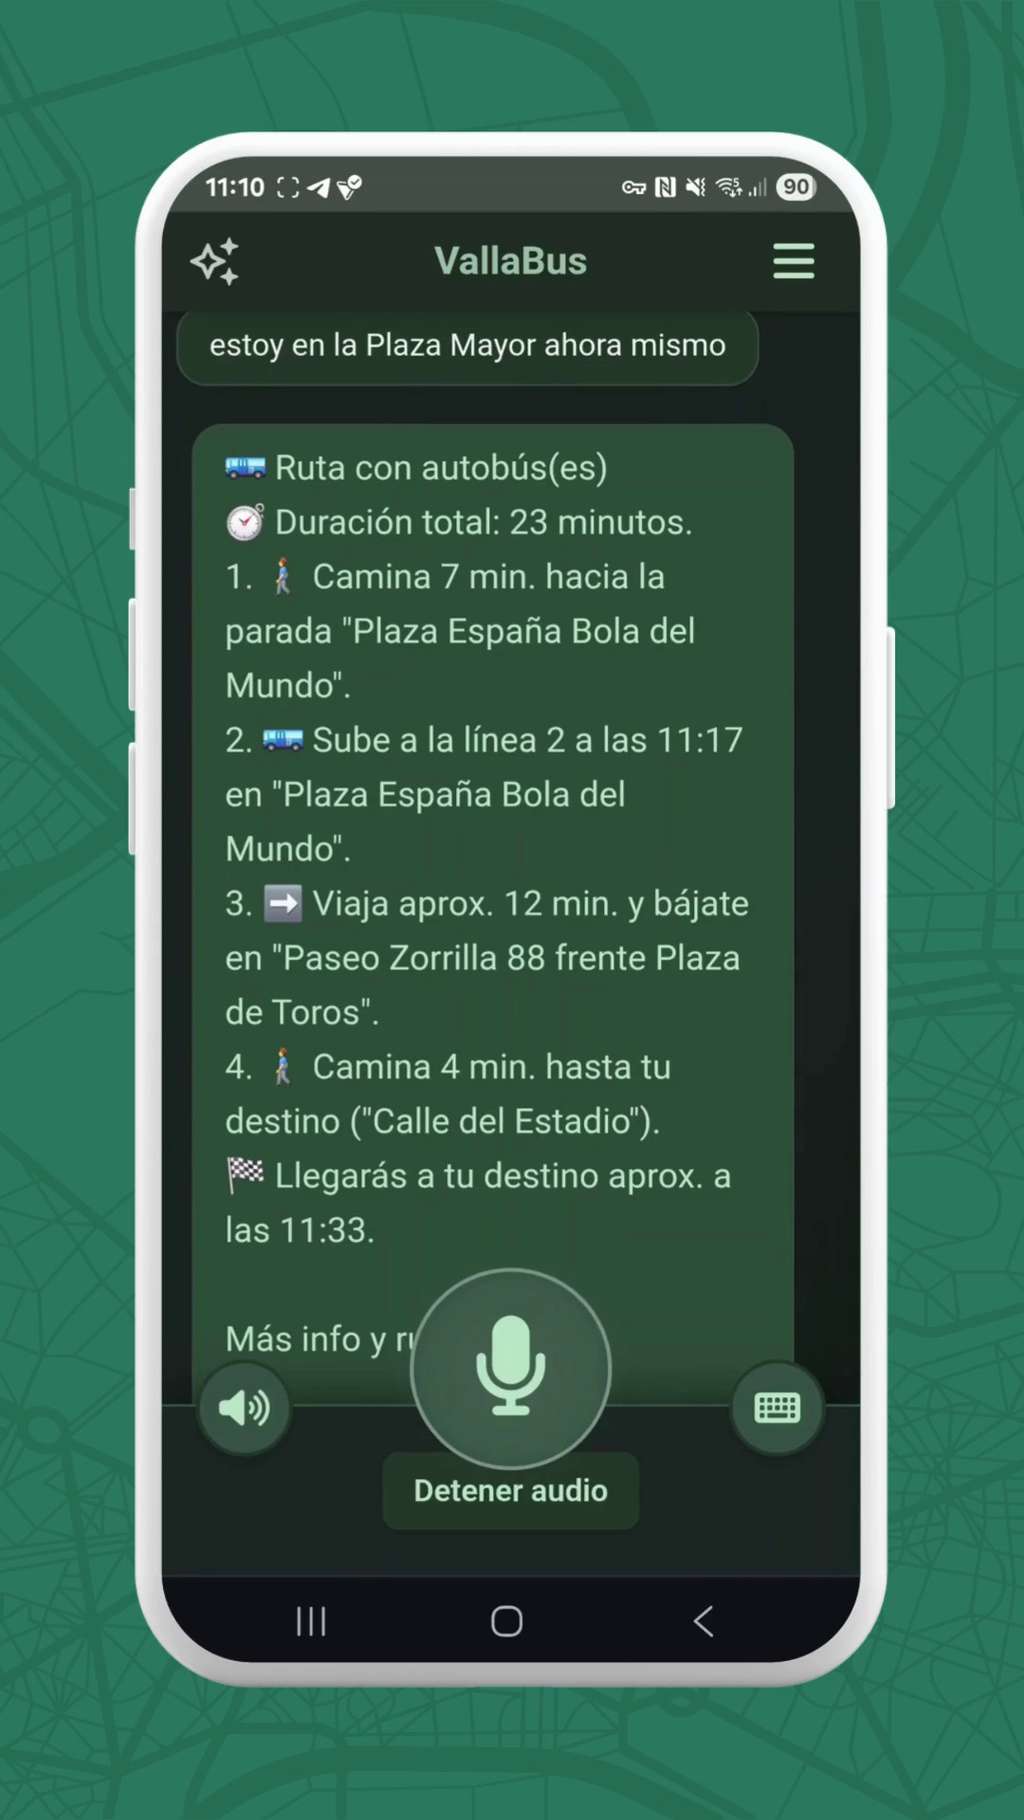 11:10
90
VallaBus
estoy en la Plaza Mayor ahora mismo
Ruta con autobús(es)
Duración total: 23 minutos.
1. Camina 7 min. hacia la
parada "Plaza España Bola del
Mundo".
2. Sube a la línea 2 a las 11:17
en "Plaza España Bola del
Mundo".
3. Viaja aprox. 12 min. y bájate
en "Paseo Zorrilla 88 frente Plaza
de Toros".
4. Camina 4 min. hasta tu
destino ("Calle del Estadio").
Llegarás a tu destino aprox. a
las 11:33.
Más info y
Detener audio